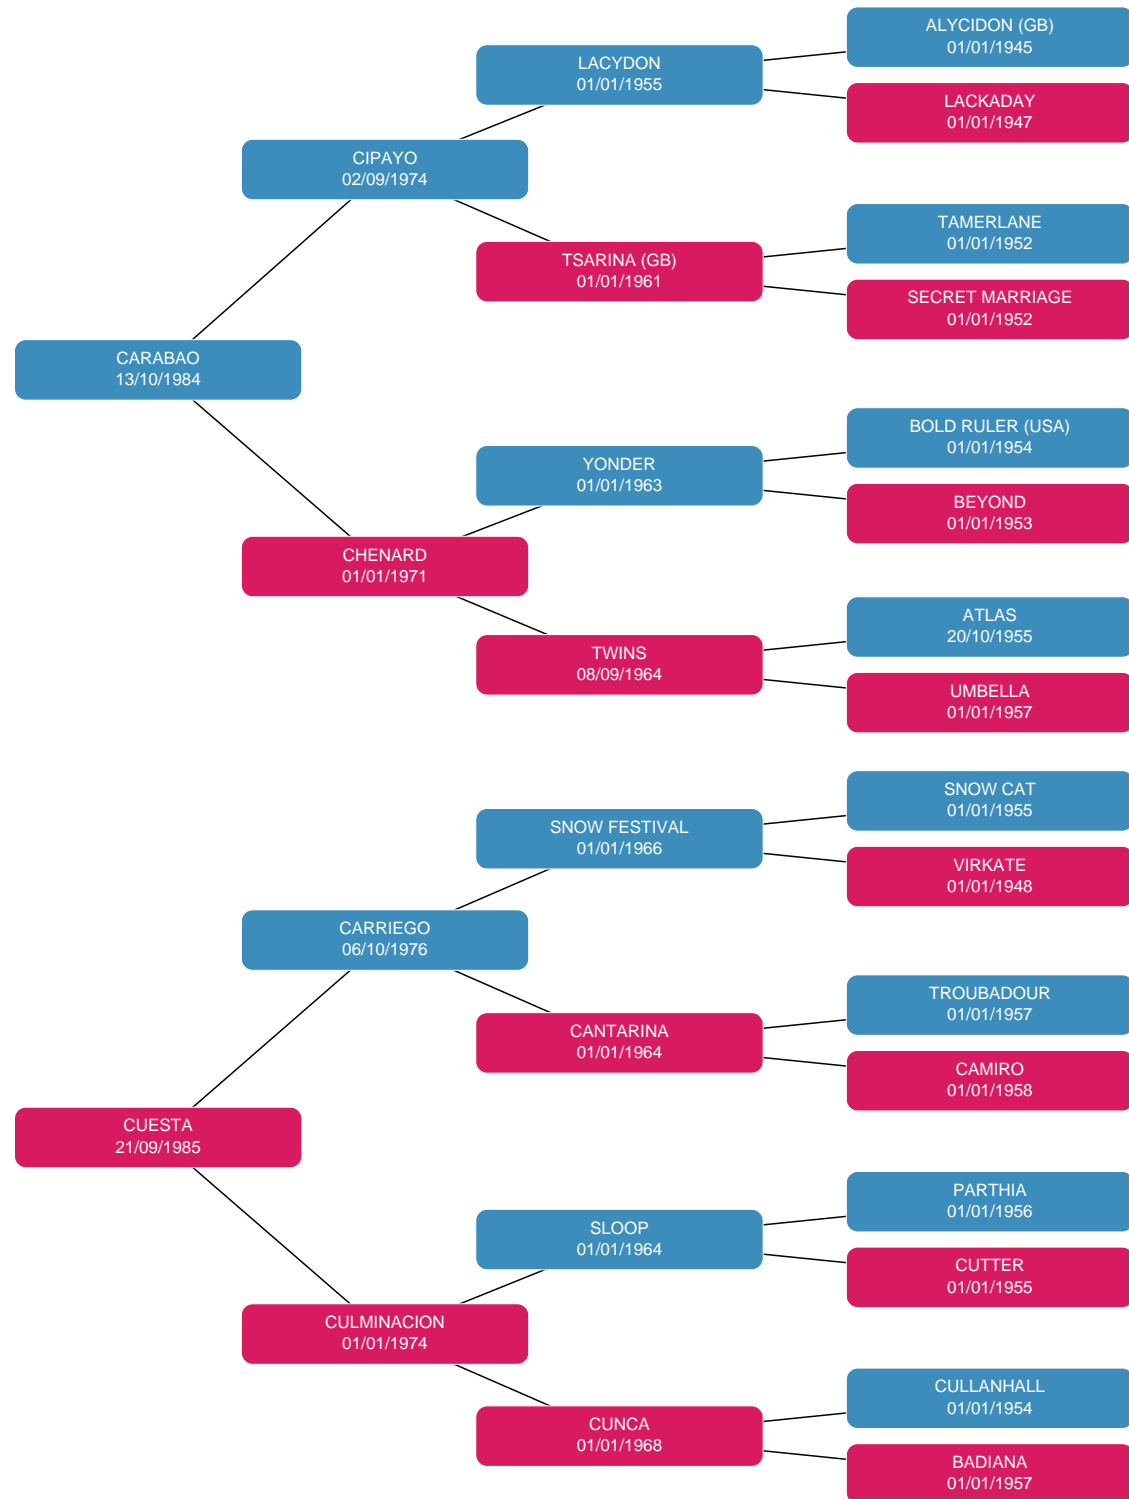 ALYCIDON (GB)
01/01/1945
LACYDON
01/01/1955
LACKADAY
01/01/1947
CIPAYO
02/09/1974
TAMERLANE
01/01/1952
TSARINA (GB)
01/01/1961
SECRET MARRIAGE
01/01/1952
CARABAO
13/10/1984
BOLD RULER (USA)
01/01/1954
YONDER
01/01/1963
BEYOND
01/01/1953
CHENARD
01/01/1971
ATLAS
20/10/1955
TWINS
08/09/1964
UMBELLA
01/01/1957
SNOW CAT
01/01/1955
SNOW FESTIVAL
01/01/1966
VIRKATE
01/01/1948
CARRIEGO
06/10/1976
TROUBADOUR
01/01/1957
CANTARINA
01/01/1964
CAMIRO
01/01/1958
CUESTA
21/09/1985
PARTHIA
01/01/1956
SLOOP
01/01/1964
CUTTER
01/01/1955
CULMINACION
01/01/1974
CULLANHALL
01/01/1954
CUNCA
01/01/1968
BADIANA
01/01/1957